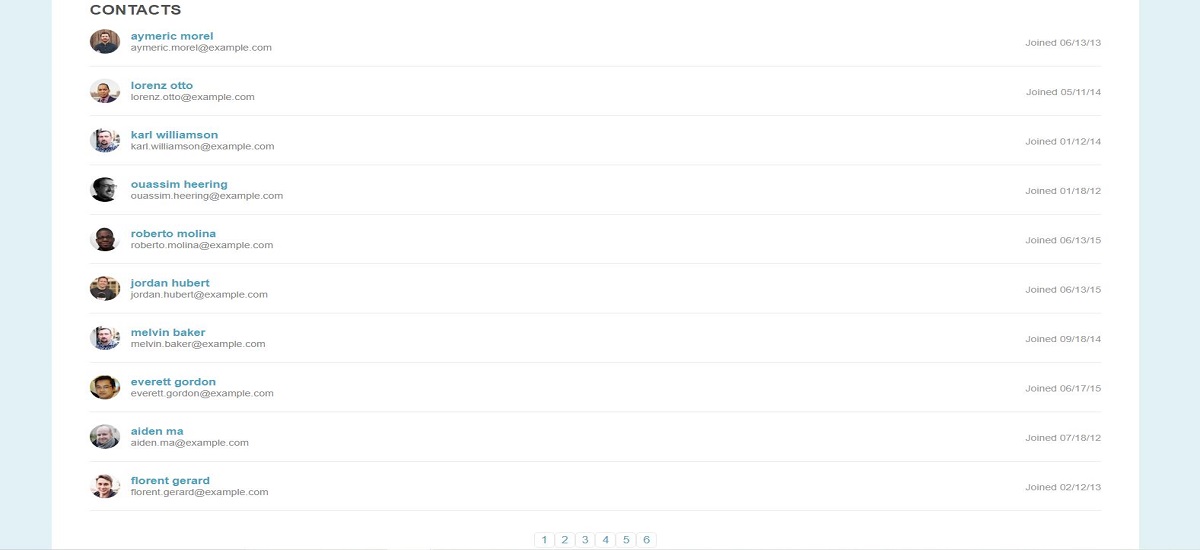 CONTACTS
aymeric morel
aymeric.morel@example.com
Joined 06/13/13
lorenz otto
lorenz.otto@example.com
Joined 05/11/14
karl williamson
karl.williamson@example.com
Joined 01/12/14
ouassim heering
ouassim.heering@example.com
Joined 01/18/12
roberto molina
roberto.molina@example.com
Joined 06/13/15
jordan hubert
jordan.hubert@example.com
Joined 06/13/15
melvin baker
melvin.baker@example.com
Joined 09/18/14
everett gordon
everett.gordon@example.com
Joined 06/17/15
aiden ma
aiden.ma@example.com
Joined 07/18/12
florent gerard
florent.gerard@example.com
Joined 02/12/13
1 2 3 4 5 6